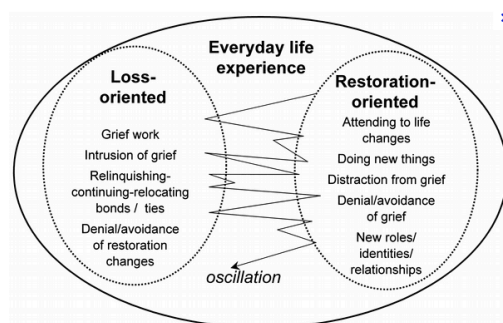 Everyday life
experience
Loss-
oriented
Grief work
Intrusion of grief
Relinquishing-
continuing-relocating
bonds / ties
Denial/avoidance
of restoration
changes
Restoration-
oriented
Attending to life
changes
Doing new things
Distraction from grief
Denial/avoidance
of grief
New roles/
identities/
relationships
oscillation